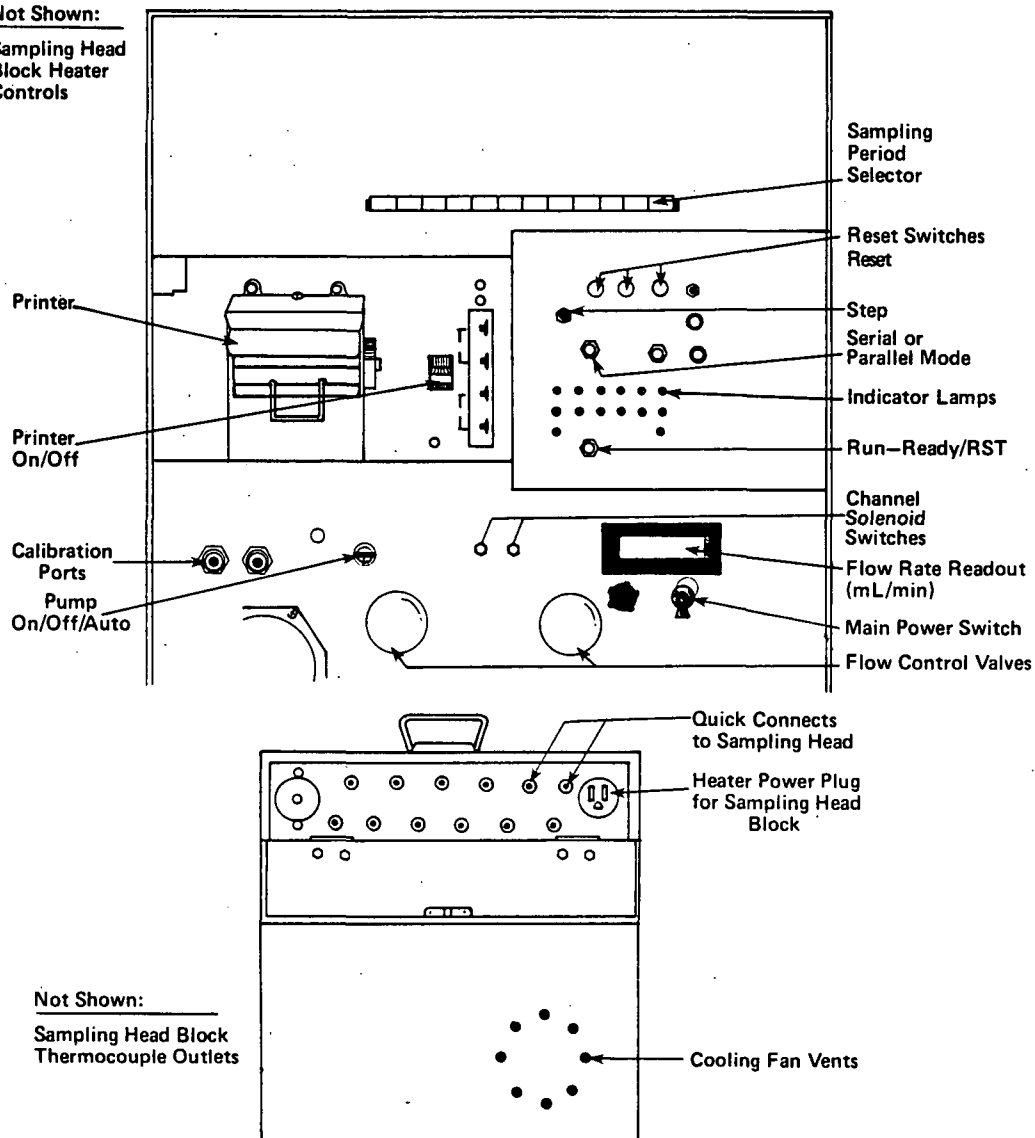 Not Shown:
Sampling Head
Block Heater
Controls
Sampling
Period
Selector
Reset Switches
Reset
Printer
Step
Serial or
Parallel Mode
Indicator Lamps
Printer
On/Off
Run—Ready/RST
Channel
Solenoid
Switches
Calibration
Ports
Flow Rate Readout
(mL/min)
Pump
On/Off/Auto
Main Power Switch
Flow Control Valves
Quick Connects
to Sampling Head
Heater Power Plug
for Sampling Head
Block
Not Shown:
Sampling Head Block
Thermocouple Outlets
Cooling Fan Vents